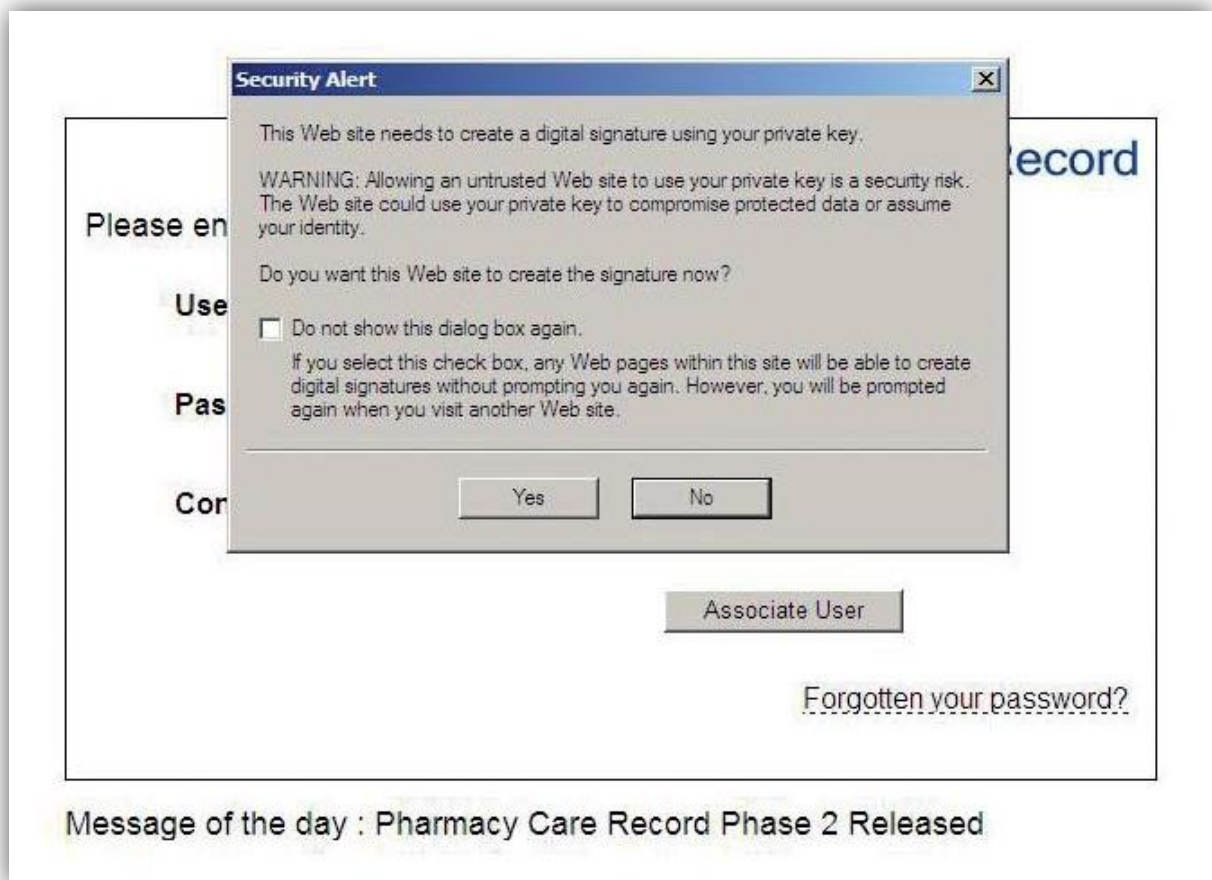 Security Alert
This Web site needs to create a digital signature using your private key.
WARNING: Allowing an untrusted Web site to use your private key is a security risk.
The Web site could use your private key to compromise protected data or assume
your identity.
Do you want this Web site to create the signature now?
Do not show this dialog box again.
If you select this check box, any Web pages within this site will be able to create
digital signatures without prompting you again. However, you will be prompted
again when you visit another Web site.
Yes No
ecord
Please en
Use
Pas
Con
Associate User
Forgotten your password?
Message of the day : Pharmacy Care Record Phase 2 Released